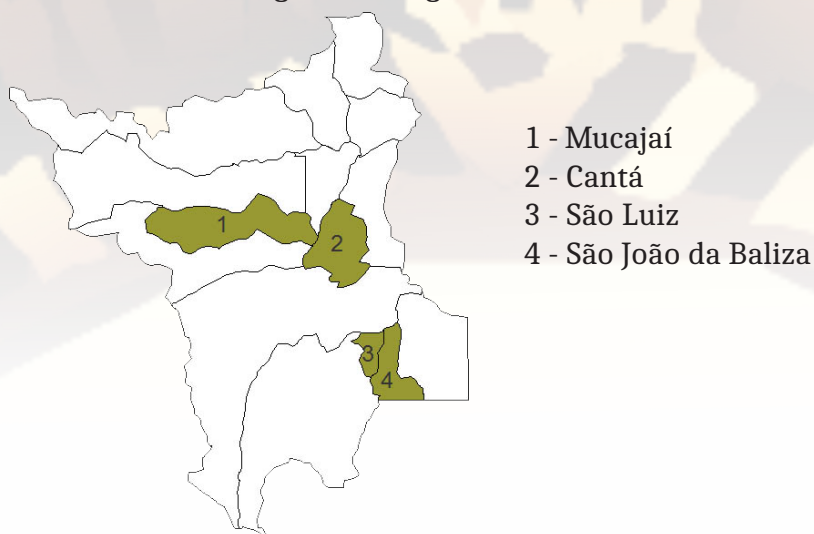 1 - Mucajaí
2 - Cantá
3 - São Luiz
4 - São João da Baliza
1
2
3
4